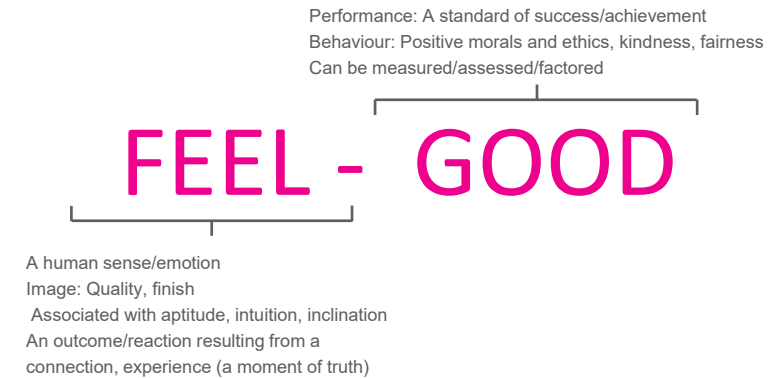 Performance: A standard of success/achievement
Behaviour: Positive morals and ethics, kindness, fairness
Can be measured/assessed/factored
FEEL - GOOD
A human sense/emotion
Image: Quality, finish
Associated with aptitude, intuition, inclination
An outcome/reaction resulting from a
connection, experience (a moment of truth)